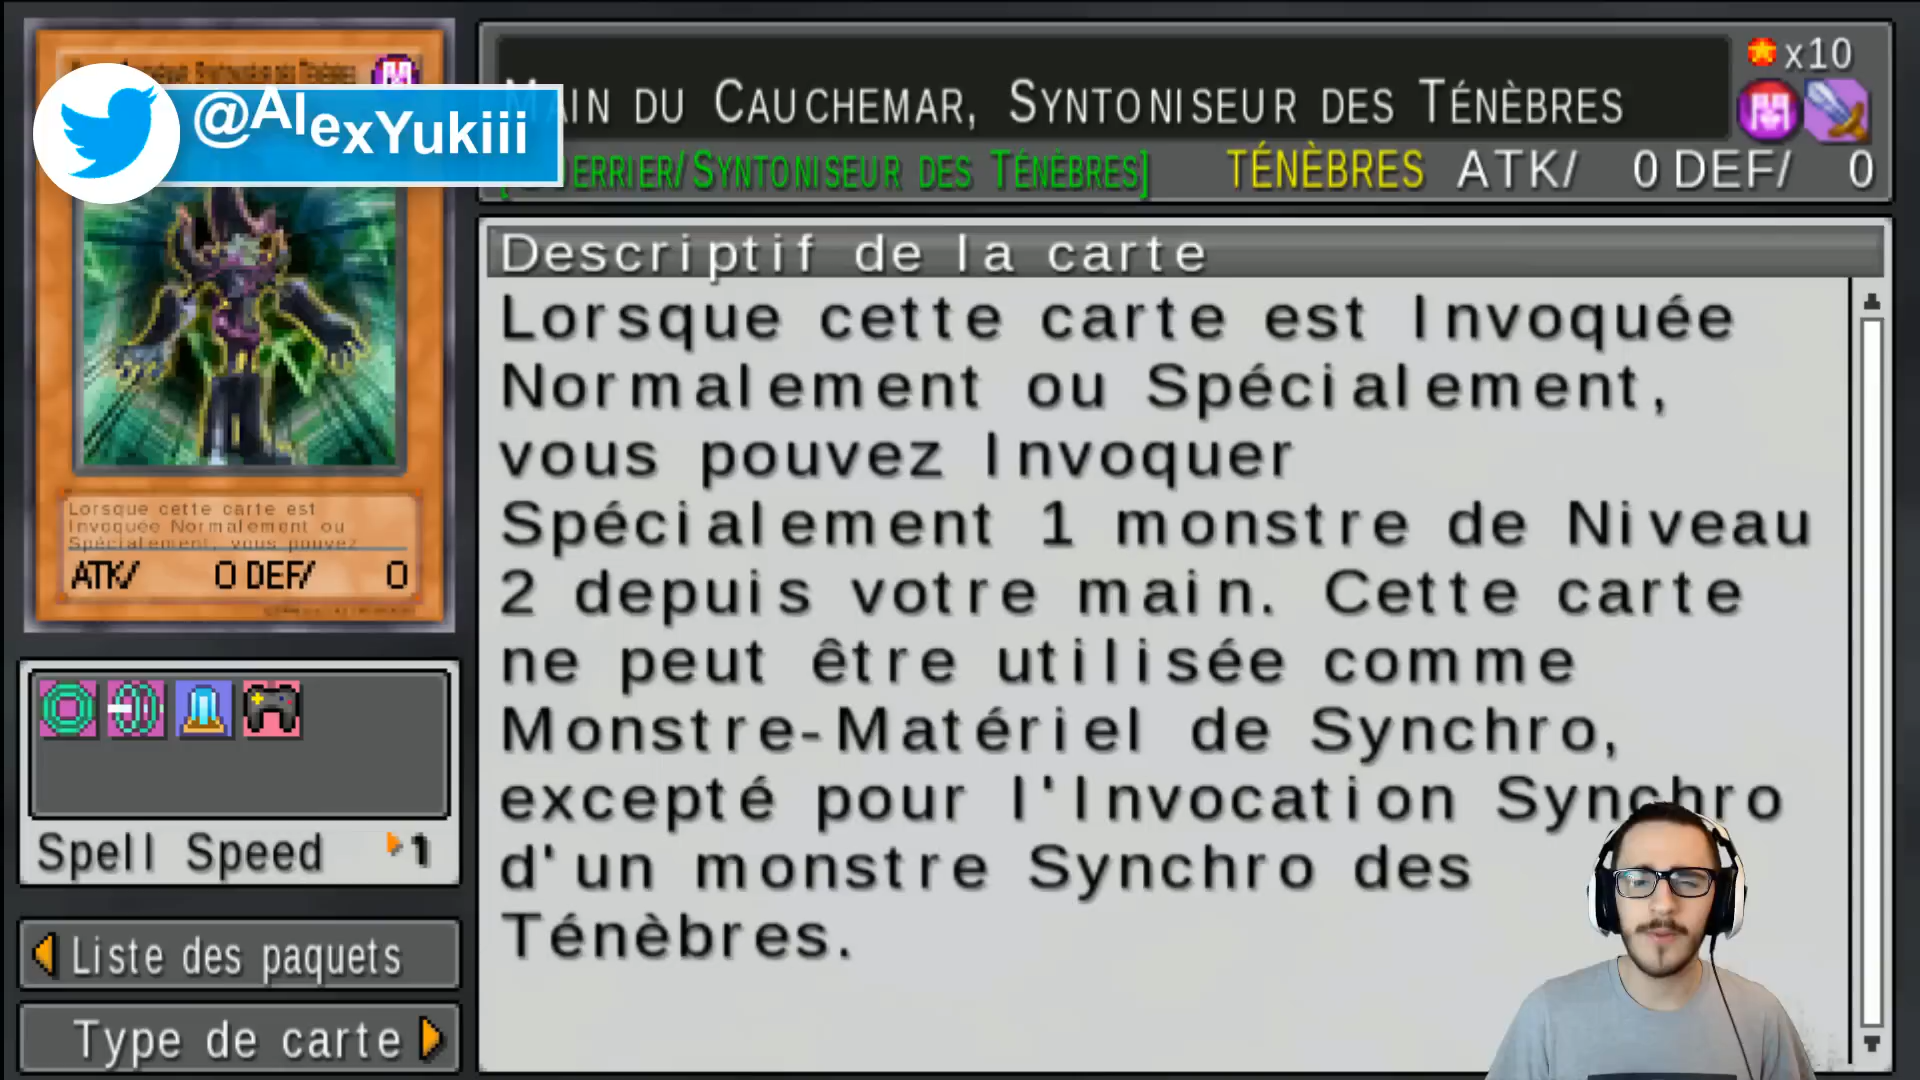 @AlexYukiii
x10
Main du Cauchemar, Syntoniseur des Ténèbres
errier/Syntoniseur des Ténèbres]
TÉNÈBRES ATK/ 0 DEF/ 0
Descriptif de la carte
Lorsque cette carte est Invoquée
Normalement ou Spécialement,
vous pouvez Invoquer
Spécialement 1 monstre de Niveau
2 depuis votre main. Cette carte
ne peut être utilisée comme
Monstre-Matériel de Synchro,
excepté pour l'Invocation Synchro
d'un monstre Synchro des
Ténèbres.
Lorsque cette carte est
Invoquée Normalement ou
Spécialement, vous pouvez
ATK/ 0 DEF/ 0
Spell Speed 1
Liste des paquets
Type de carte